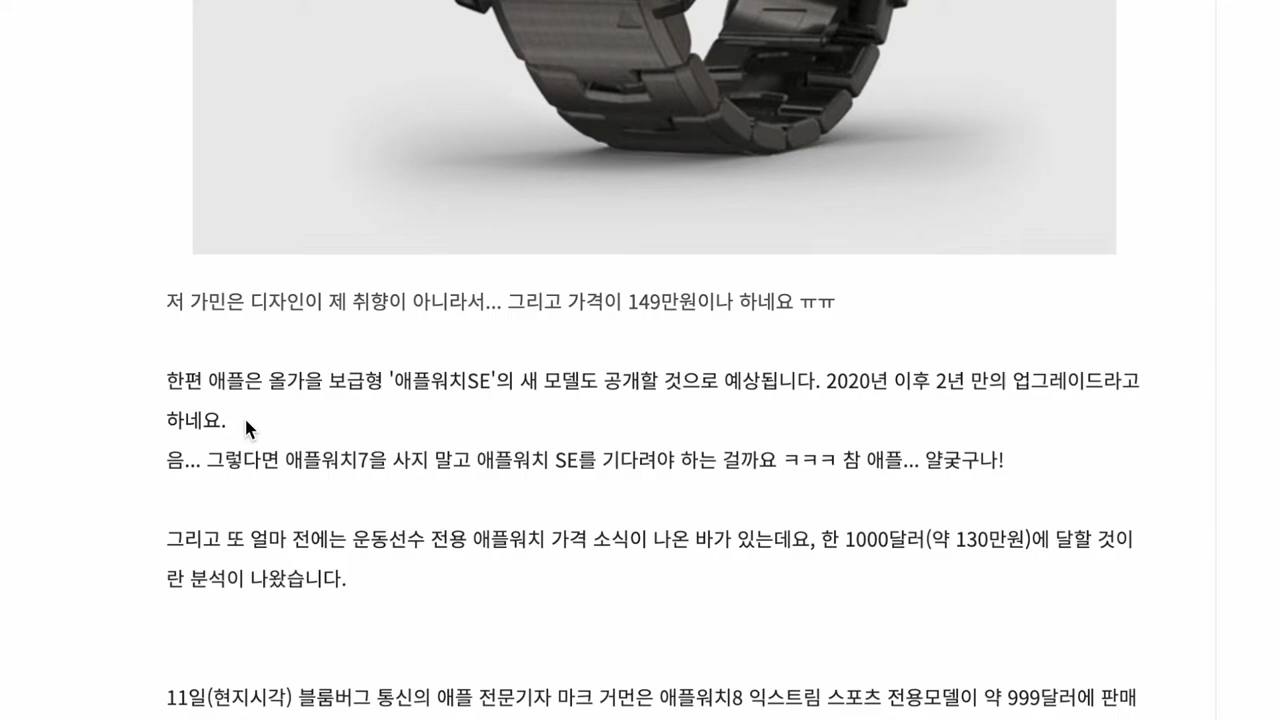 저 가민은 디자인이 제 취향이 아니라서... 그리고 가격이 149만원이나 하네요 ㅠㅠ
한편 애플은 올가을 보급형 '애플워치SE'의 새 모델도 공개할 것으로 예상됩니다. 2020년 이후 2년 만의 업그레이드라고
하네요.
음... 그렇다면 애플워치7을 사지 말고 애플워치 SE를 기다려야 하는 걸까요 ㅋㅋㅋ 참 애플... 얄궂구나!
그리고 또 얼마 전에는 운동선수 전용 애플워치 가격 소식이 나온 바가 있는데요, 한 1000달러(약 130만원)에 달할 것이
란 분석이 나왔습니다.
11일(현지시각) 블룸버그 통신의 애플 전문기자 마크 거먼은 애플워치8 익스트림 스포츠 전용모델이 약 999달러에 판매